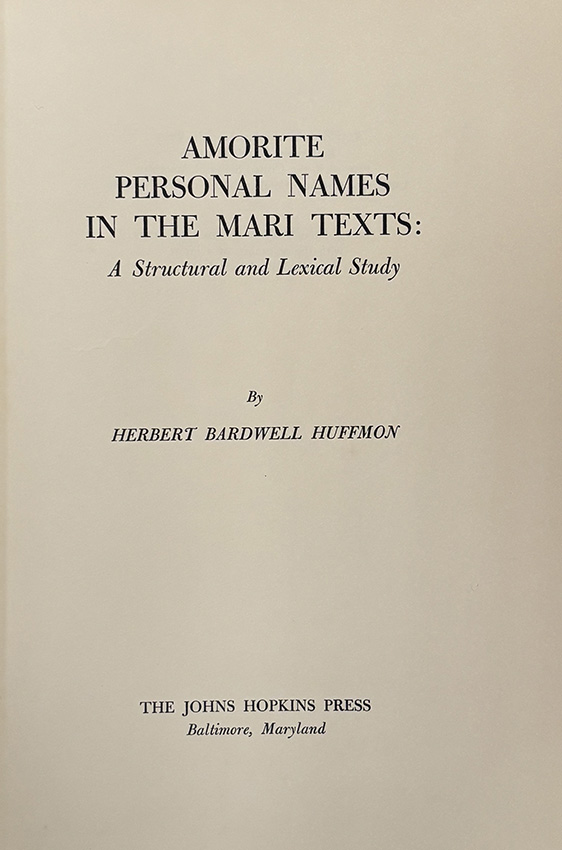 AMORITE
PERSONAL NAMES
IN THE MARI TEXTS:
A Structural and Lexical Study
By
HERBERT BARDWELL HUFFMON
THE JOHNS HOPKINS PRESS
Baltimore, Maryland